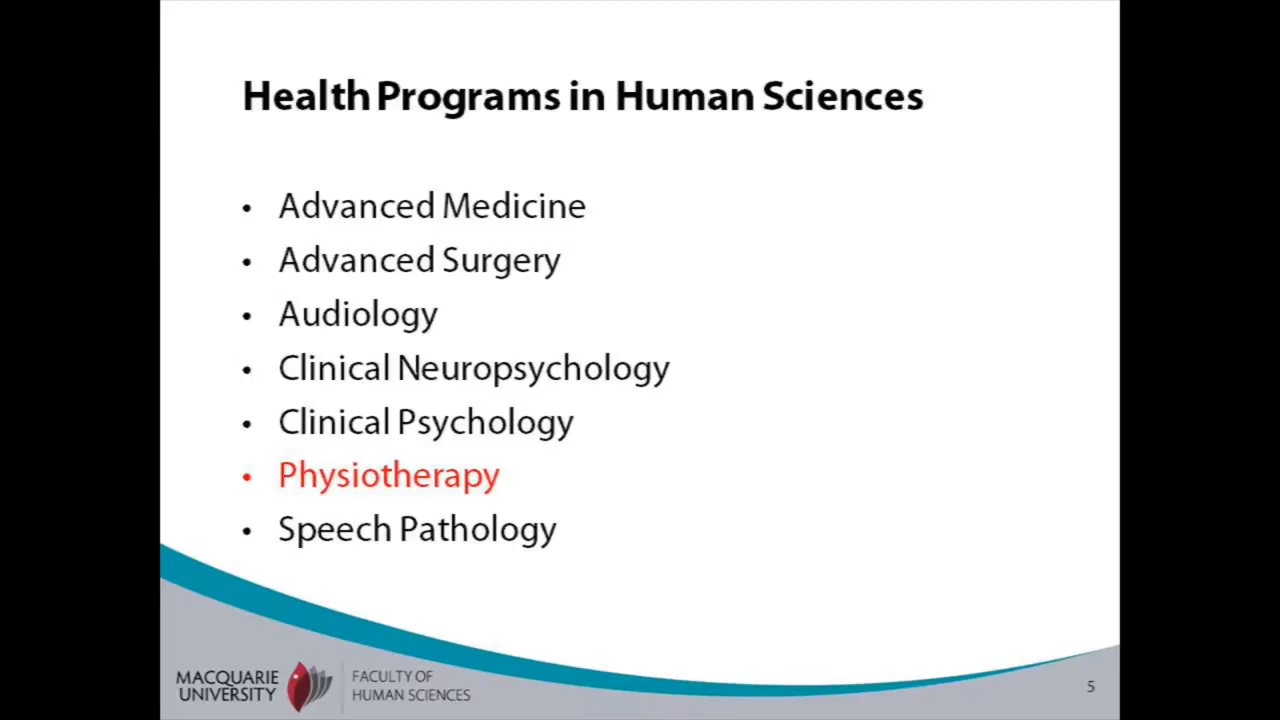 Health Programs in Human Sciences
• Advanced Medicine
• Advanced Surgery
• Audiology
• Clinical Neuropsychology
• Clinical Psychology
• Physiotherapy
• Speech Pathology
MACQUARIE
UNIVERSITY
FACULTY OF
HUMAN SCIENCES
5